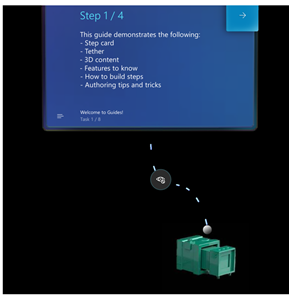 Step 1 / 4
This guide demonstrates the following:
- Step card
- Tether
- 3D content
- Features to know
- How to build steps
- Authoring tips and tricks
Welcome to Guides!
Task 1 / 8